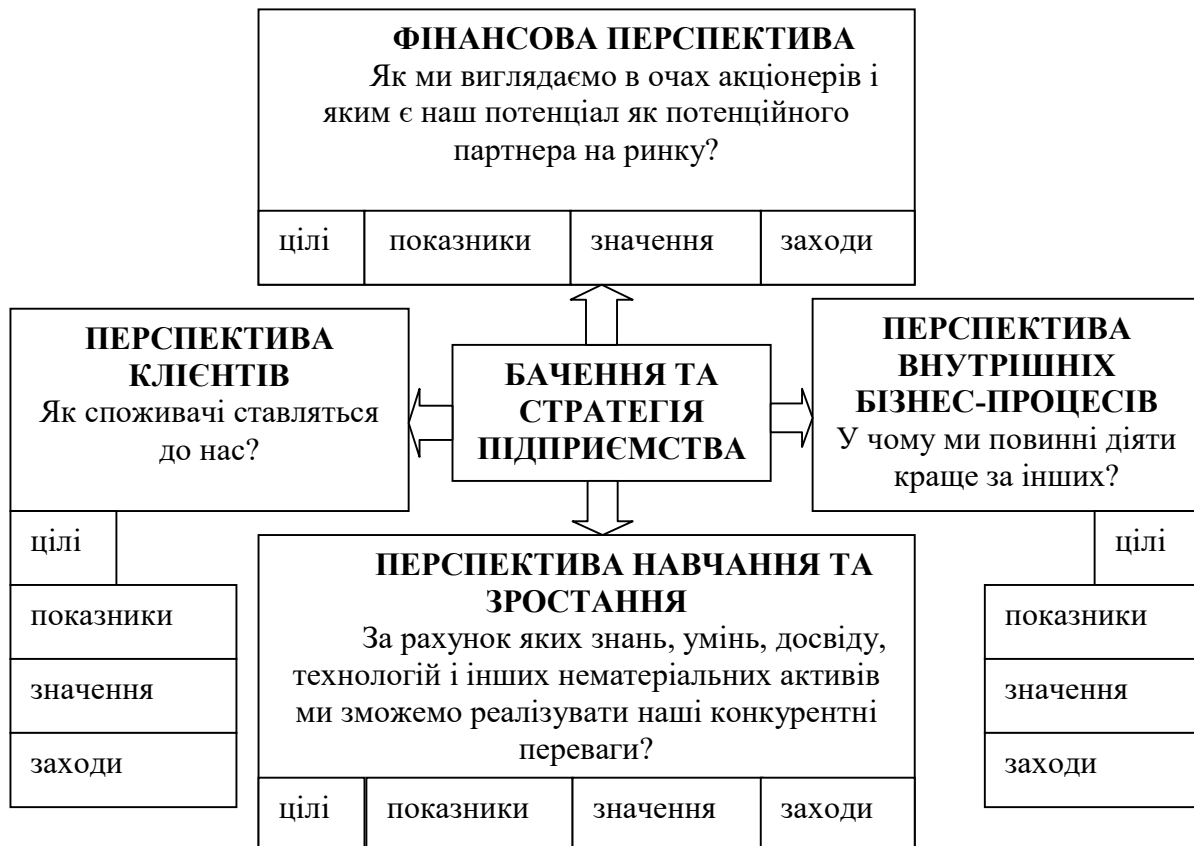 ФІНАНСОВА ПЕРСПЕКТИВА
Як ми виглядаємо в очах акціонерів і
яким є наш потенціал як потенційного
партнера на ринку?
цілі показники значення заходи
ПЕРСПЕКТИВА
КЛІЄНТІВ
Як споживачі ставляться
до нас?
цілі
показники
значення
заходи
БАЧЕННЯ ТА
СТРАТЕГІЯ
ПІДПРИЄМСТВА
ПЕРСПЕКТИВА
ВНУТРІШНІХ
БІЗНЕС-ПРОЦЕСІВ
У чому ми повинні діяти
краще за інших?
цілі
показники
значення
заходи
ПЕРСПЕКТИВА НАВЧАННЯ ТА
ЗРОСТАННЯ
За рахунок яких знань, умінь, досвіду,
технологій і інших нематеріальних активів
ми зможемо реалізувати наші конкурентні
переваги?
цілі показники значення заходи